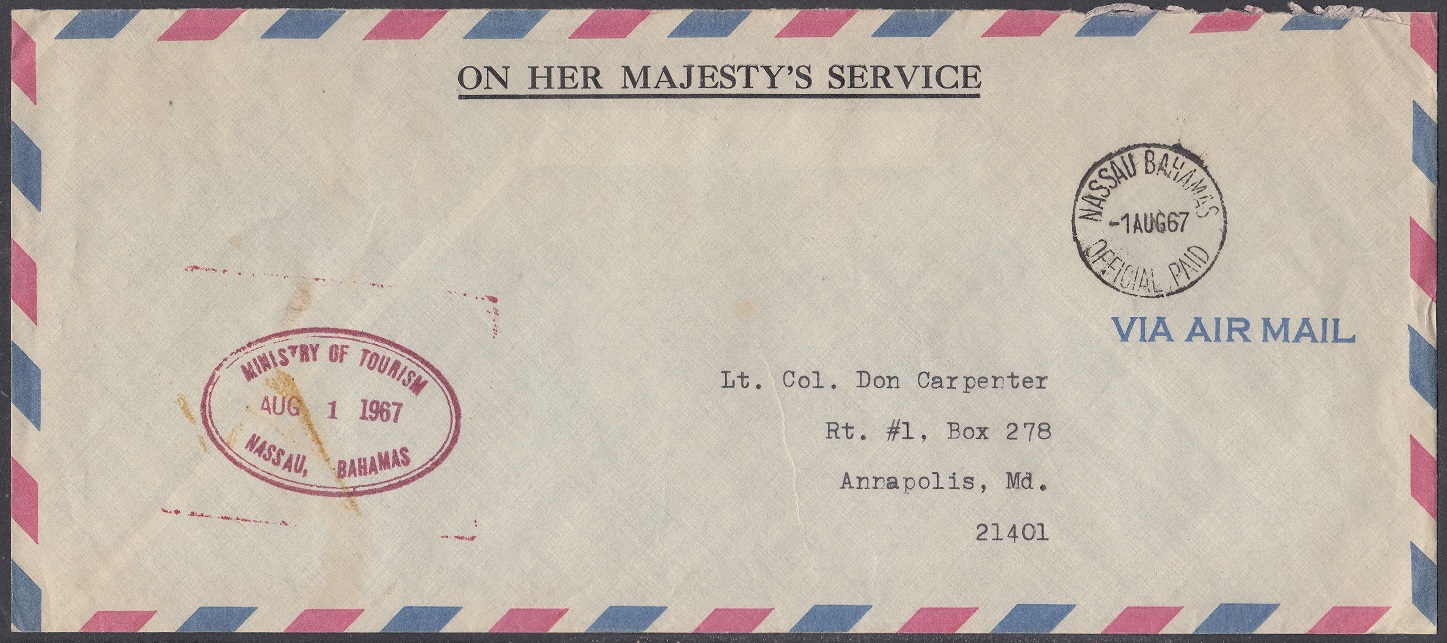 ON HER MAJESTY'S SERVICE
NASSAU BAHAMAS
-1AUG67
OFFICIAL PAID
VIA AIR MAIL
MINISTRY OF TOURISM
AUG 1 1967
NASSAU, BAHAMAS
Lt. Col. Don Carpenter
Rt. #1, Box 278
Annapolis, Md.
21401